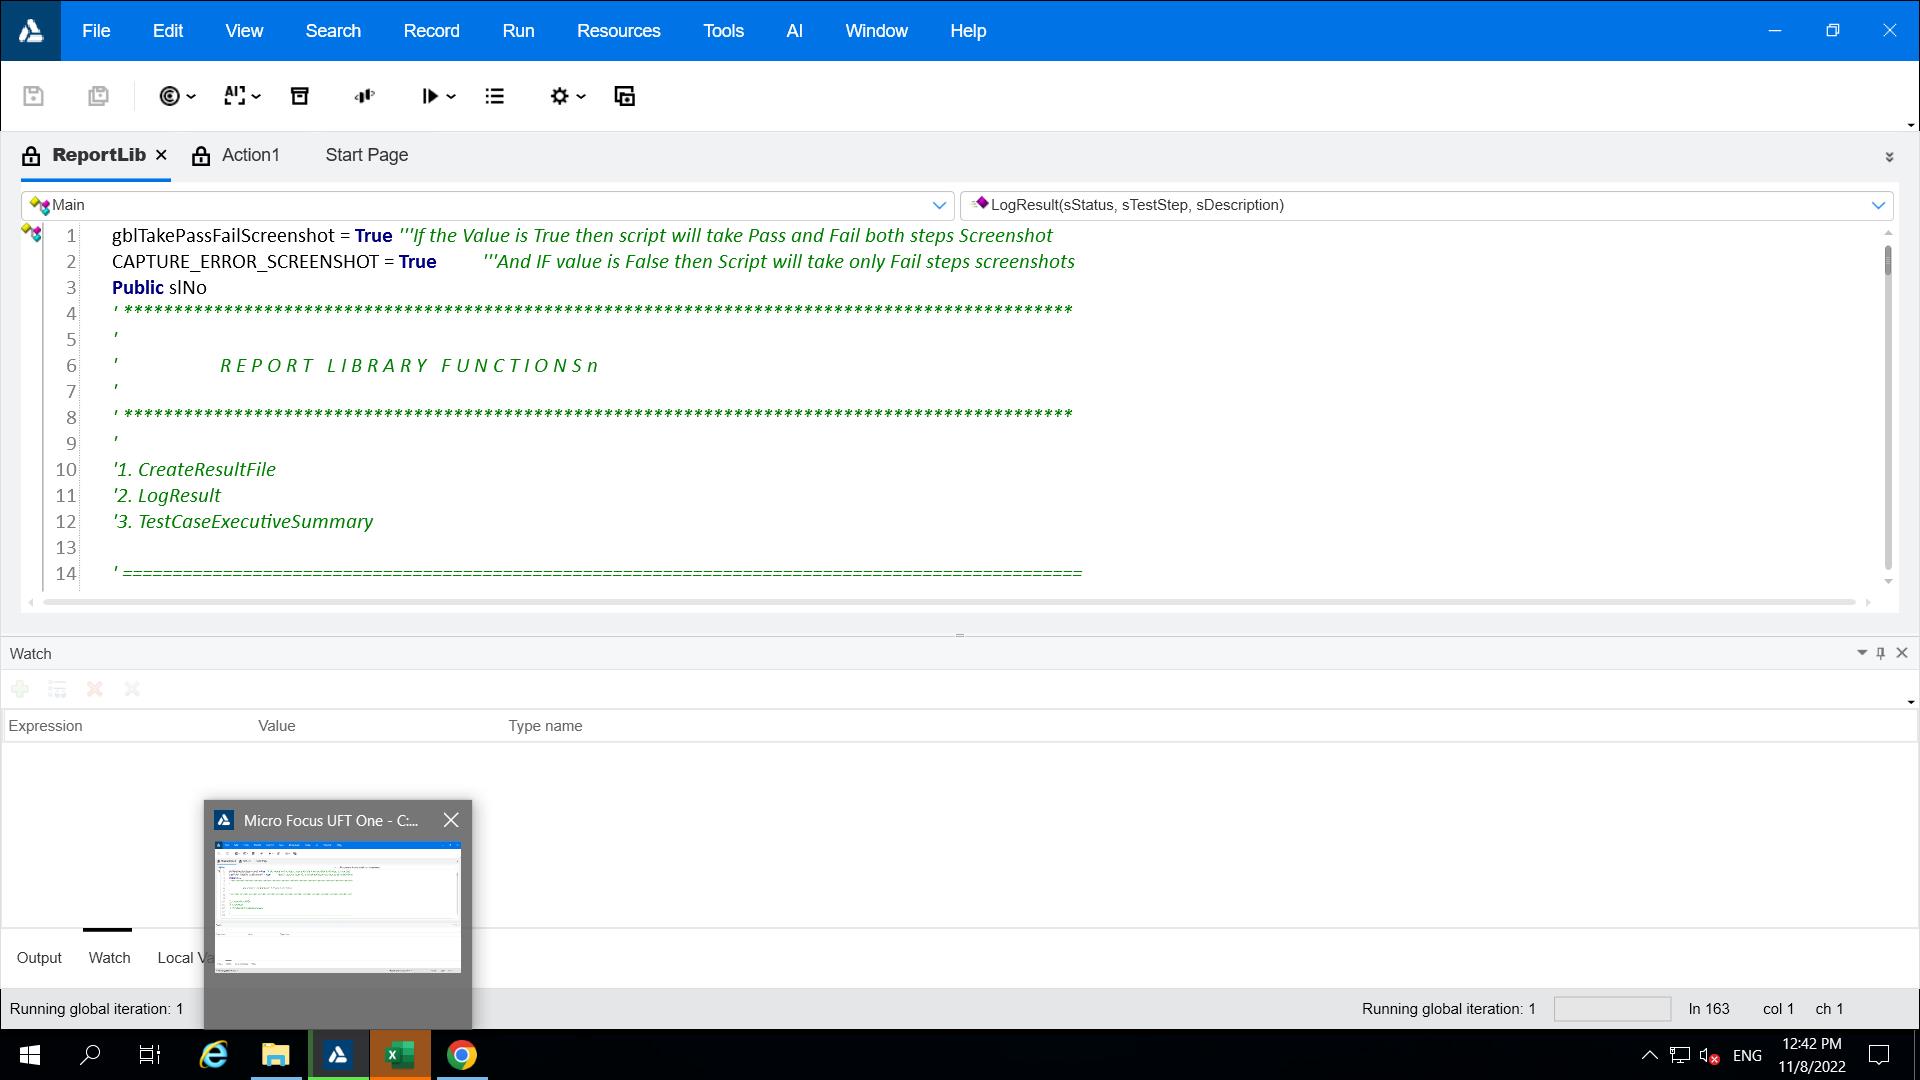 File Edit View Search Record Run Resources Tools AI Window Help
ReportLib Action1 Start Page
Main LogResult(sStatus, sTestStep, sDescription)
1 gblTakePassFailScreenshot = True '''If the Value is True then script will take Pass and Fail both steps Screenshot
2 CAPTURE_ERROR_SCREENSHOT = True '''And IF value is False then Script will take only Fail steps screenshots
3 Public slNo
4 ' ***********************************************************************************************
5 '
6 ' R E P O R T L I B R A R Y F U N C T I O N S n
7 '
8 ' ***********************************************************************************************
9 '
10 '1. CreateResultFile
11 '2. LogResult
12 '3. TestCaseExecutiveSummary
13
14 ' ================================================================================================
Watch
Expression Value Type name
Micro Focus UFT One - C:...
Output Watch Local Va
Running global iteration: 1 Running global iteration: 1 ln 163 col 1 ch 1
ENG 12:42 PM
11/8/2022